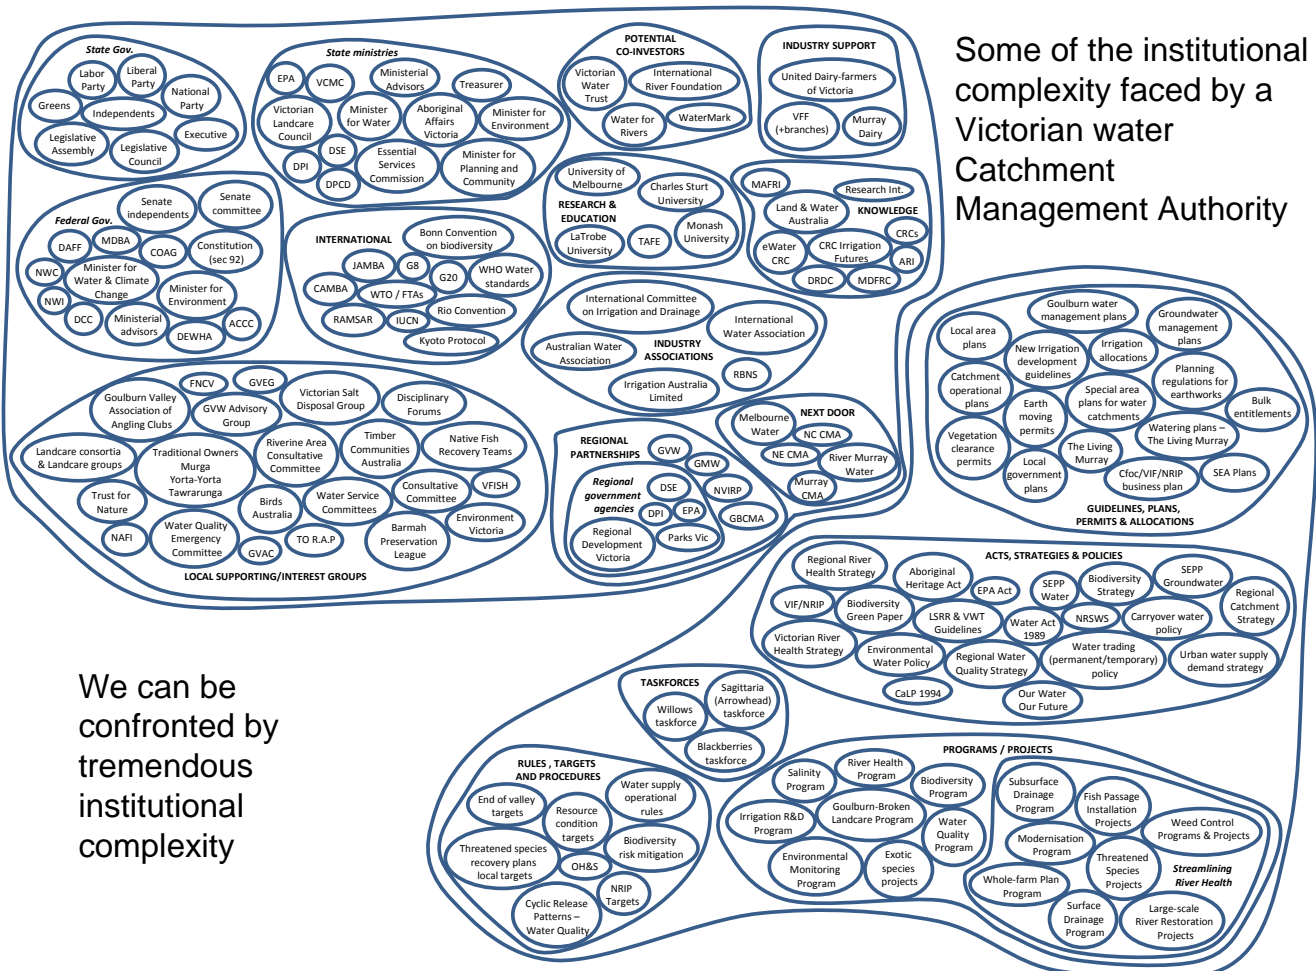 Some of the institutional
complexity faced by a
Victorian water
Catchment
Management Authority
State Gov.
Labor
Party
Liberal
Party
National
Party
Greens
Independents
Legislative
Assembly
Legislative
Council
Executive
State ministries
EPA
VCMC
Ministerial
Advisors
Treasurer
Victorian
Landcare
Council
Minister
for Water
Aboriginal
Affairs
Victoria
Minister for
Environment
DPI
DSE
DPCD
Essential
Services
Commission
Minister for
Planning and
Community
POTENTIAL
CO-INVESTORS
Victorian
Water
Trust
International
River Foundation
Water for
Rivers
WaterMark
INDUSTRY SUPPORT
United Dairy-farmers
of Victoria
VFF
(+branches)
Murray
Dairy
Federal Gov.
Senate
independents
Senate
committee
DAFF
MDBA
COAG
Constitution
(sec 92)
NWC
Minister for
Water & Climate
Change
Minister for
Environment
NWI
DCC
Ministerial
advisors
DEWHA
ACCC
INTERNATIONAL
Bonn Convention
on biodiversity
JAMBA
G8
G20
WHO Water
standards
CAMBA
WTO / FTAs
RAMSAR
IUCN
Rio Convention
Kyoto Protocol
University of
Melbourne
Charles Sturt
University
RESEARCH &
EDUCATION
LaTrobe
University
TAFE
Monash
University
MAFRI
Research Int.
Land & Water
Australia
KNOWLEDGE
CRCs
eWater
CRC
CRC Irrigation
Futures
ARI
DRDC
MDFRC
International Committee
on Irrigation and Drainage
International
Water Association
Australian Water
Association
INDUSTRY
ASSOCIATIONS
RBNS
Irrigation Australia
Limited
FNCV
GVEG
Goulburn Valley
Association of
Angling Clubs
GVW Advisory
Group
Victorian Salt
Disposal Group
Disciplinary
Forums
Landcare consortia
& Landcare groups
Traditional Owners
Murga
Yorta-Yorta
Tawrarunga
Riverine Area
Consultative
Committee
Timber
Communities
Australia
Native Fish
Recovery Teams
Trust for
Nature
Birds
Australia
Water Service
Committees
Consultative
Committee
VFISH
NAFI
Water Quality
Emergency
Committee
GVAC
TO R.A.P
Barmah
Preservation
League
Environment
Victoria
LOCAL SUPPORTING/INTEREST GROUPS
REGIONAL
PARTNERSHIPS
GVW
GMW
Regional
government
agencies
DSE
NVIRP
DPI
EPA
GBCMA
Regional
Development
Victoria
Parks Vic
NEXT DOOR
Melbourne
Water
NC CMA
NE CMA
River Murray
Water
Murray
CMA
Goulburn water
management plans
Groundwater
management
plans
Local area
plans
New Irrigation
development
guidelines
Irrigation
allocations
Catchment
operational
plans
Special area
plans for water
catchments
Planning
regulations for
earthworks
Bulk
entitlements
Earth
moving
permits
Vegetation
clearance
permits
The Living
Murray
Watering plans –
The Living Murray
Local
government
plans
Cfoc/VIF/NRIP
business plan
SEA Plans
GUIDELINES, PLANS,
PERMITS & ALLOCATIONS
ACTS, STRATEGIES & POLICIES
Regional River
Health Strategy
Aboriginal
Heritage Act
EPA Act
SEPP
Water
Biodiversity
Strategy
SEPP
Groundwater
Regional
Catchment
Strategy
VIF/NRIP
Biodiversity
Green Paper
LSRR & VWT
Guidelines
Water Act
1989
NRSWS
Carryover water
policy
Victorian River
Health Strategy
Environmental
Water Policy
Regional Water
Quality Strategy
Water trading
(permanent/temporary)
policy
Urban water supply
demand strategy
CaLP 1994
Our Water
Our Future
We can be
confronted by
tremendous
institutional
complexity
TASKFORCES
Willows
taskforce
Sagittaria
(Arrowhead)
taskforce
Blackberries
taskforce
RULES , TARGETS
AND PROCEDURES
End of valley
targets
Resource
condition
targets
Water supply
operational
rules
Threatened species
recovery plans
local targets
OH&S
Biodiversity
risk mitigation
Cyclic Release
Patterns –
Water Quality
NRIP
Targets
PROGRAMS / PROJECTS
Salinity
Program
River Health
Program
Biodiversity
Program
Irrigation R&D
Program
Goulburn-Broken
Landcare Program
Water
Quality
Program
Environmental
Monitoring
Program
Exotic
species
projects
Subsurface
Drainage
Program
Fish Passage
Installation
Projects
Weed Control
Programs & Projects
Modernisation
Program
Threatened
Species
Projects
Streamlining
River Health
Whole-farm Plan
Program
Surface
Drainage
Program
Large-scale
River Restoration
Projects